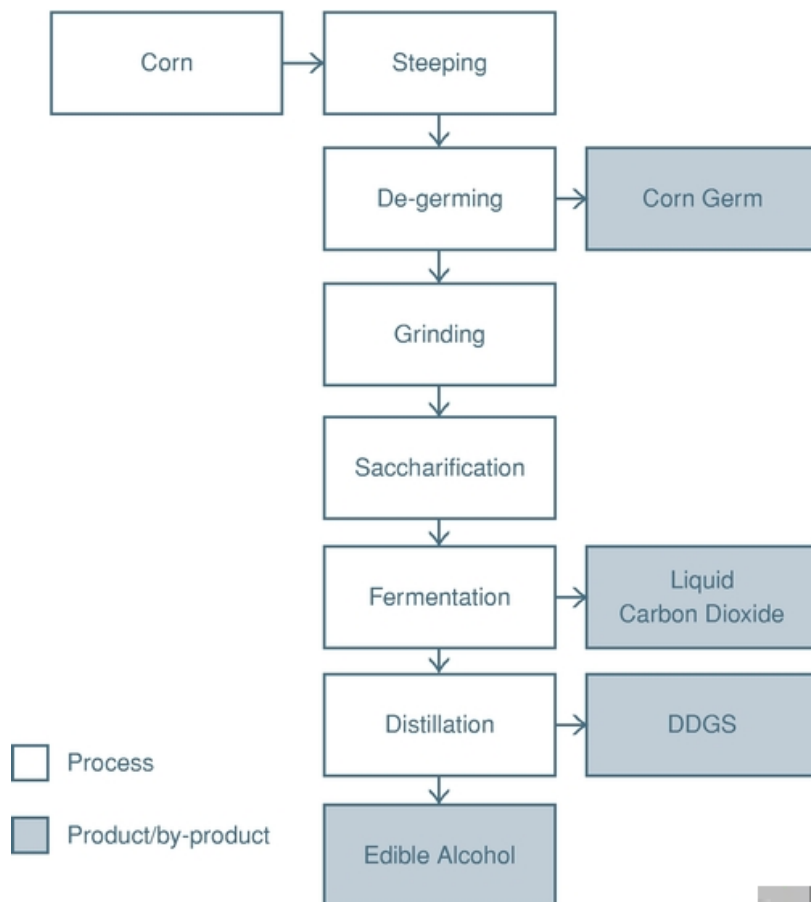 Corn
Steeping
De-germing
Corn Germ
Grinding
Saccharification
Fermentation
Liquid
Carbon Dioxide
Distillation
DDGS
Process
Product/by-product
Edible Alcohol